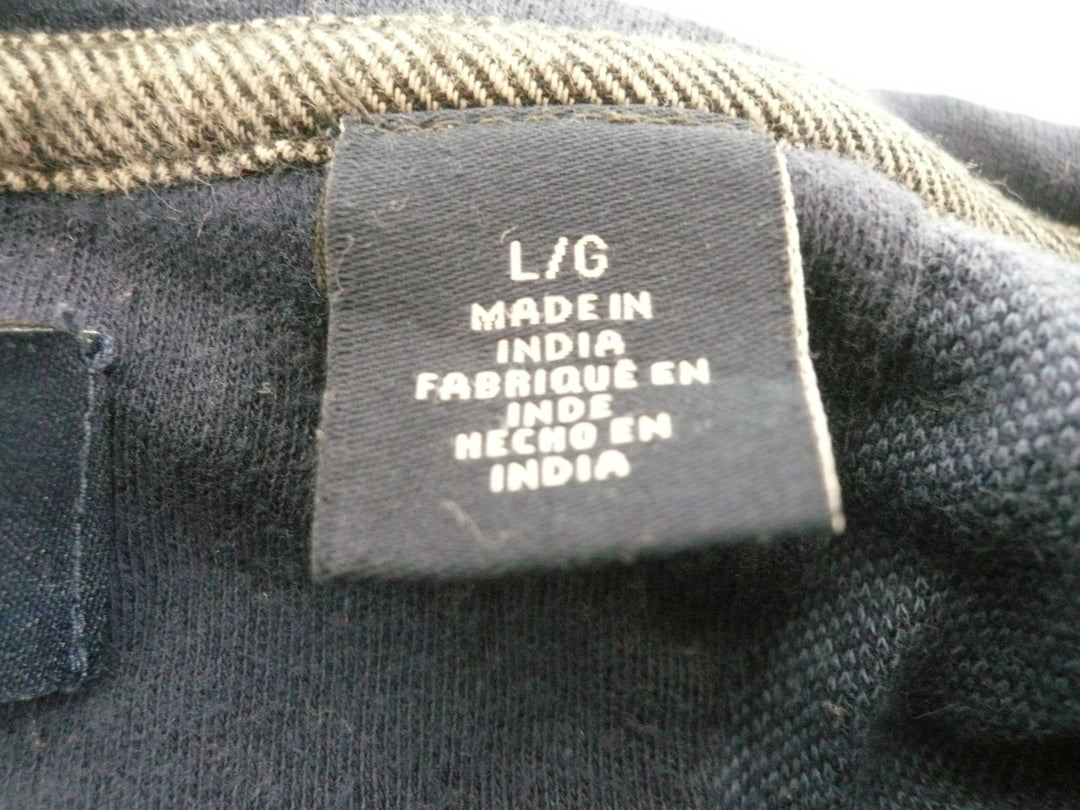 L/G
MADE IN
INDIA
FABRIQUÉ EN
INDE
HECHO EN
INDIA